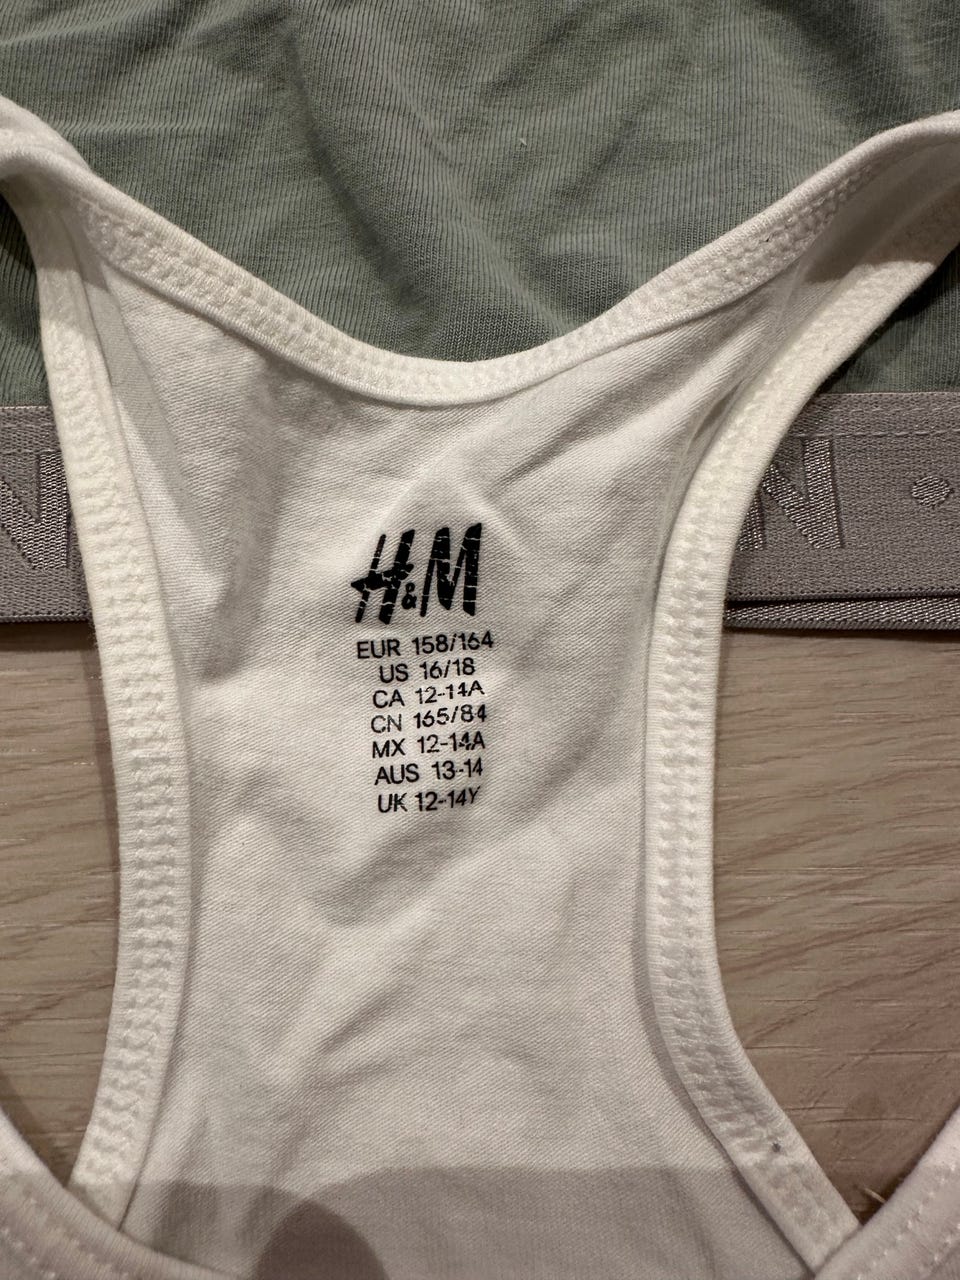 H&M
EUR 158/164
US 16/18
CA 12-14A
CN 165/84
MX 12-14A
AUS 13-14
UK 12-14Y